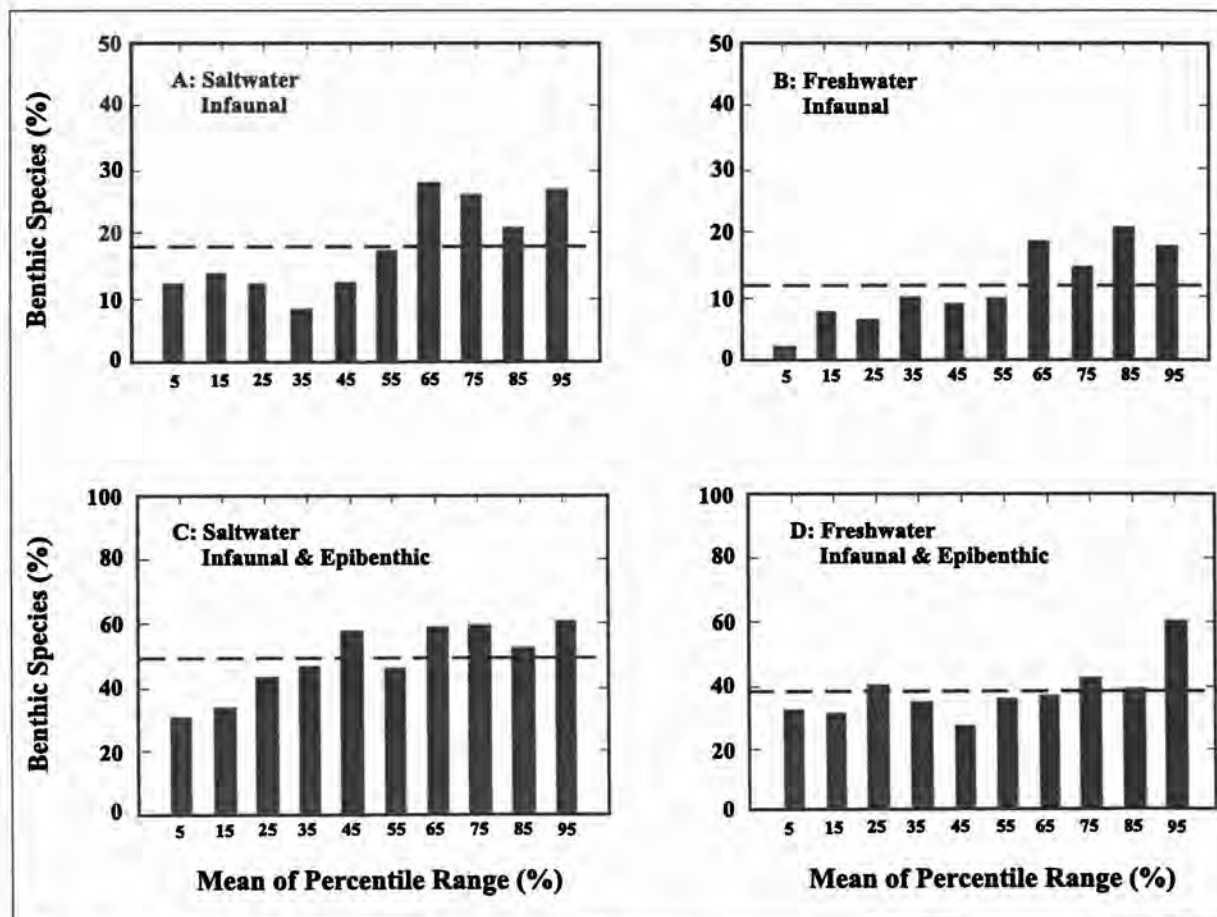 50
40
30
20
10
0
Benthic Species (%)
A: Saltwater
Infaunal
5 15 25 35 45 55 65 75 85 95
50
40
30
20
10
0
B: Freshwater
Infaunal
5 15 25 35 45 55 65 75 85 95
100
80
60
40
20
0
Benthic Species (%)
C: Saltwater
Infaunal & Epibenthic
5 15 25 35 45 55 65 75 85 95
Mean of Percentile Range (%)
100
80
60
40
20
0
D: Freshwater
Infaunal & Epibenthic
5 15 25 35 45 55 65 75 85 95
Mean of Percentile Range (%)